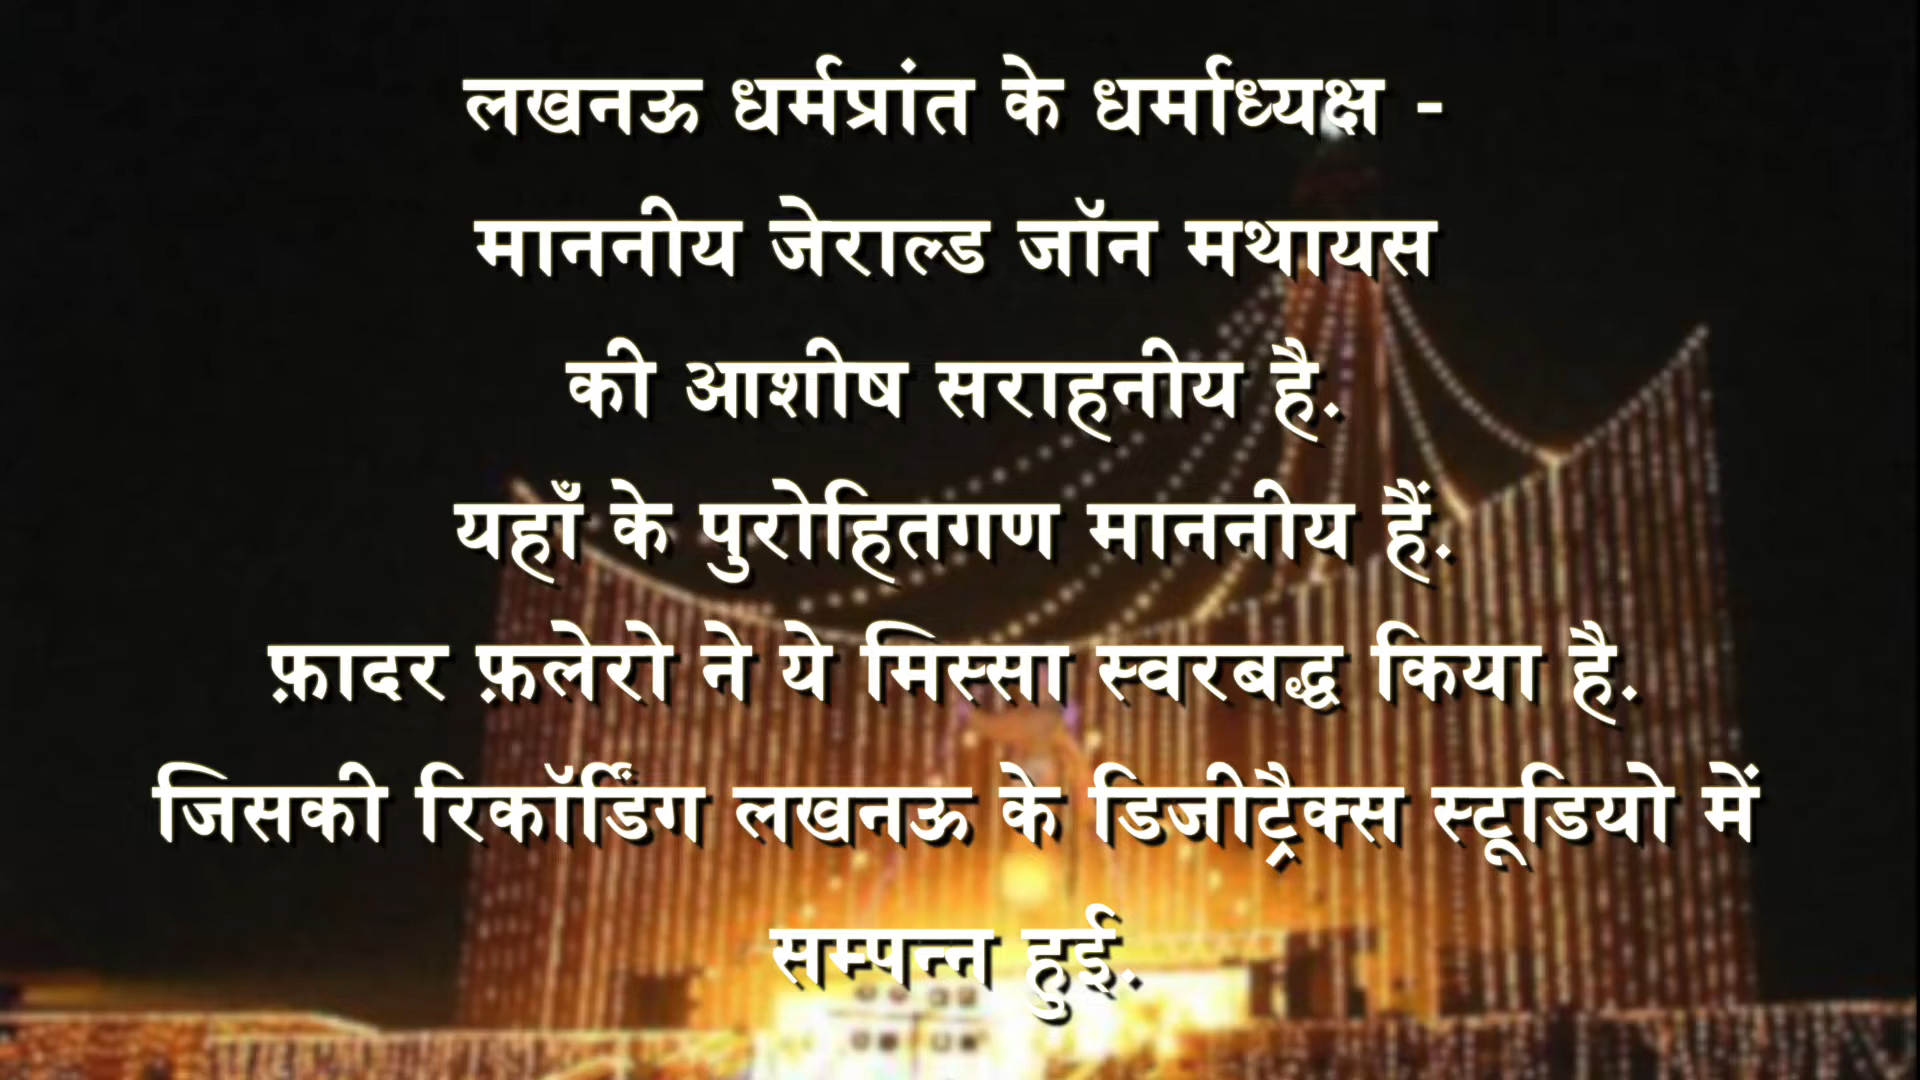 लखनऊ धर्मप्रांत के धर्माध्यक्ष -
माननीय जेराल्ड जॉन मथायस
की आशीष सराहनीय है.
यहाँ के पुरोहितगण माननीय हैं.
फ़ादर फ़लेरो ने ये मिस्सा स्वरबद्ध किया है.
जिसकी रिकॉर्डिंग लखनऊ के डिजीट्रैक्स स्टूडियो में
सम्पन्न हुई.